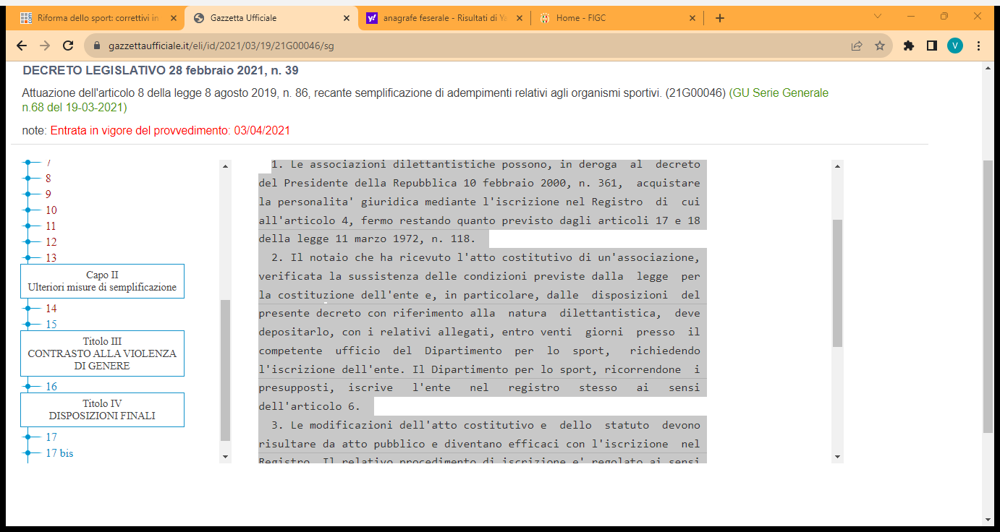 Riforma dello sport: correttivi in
Gazzetta Ufficiale
anagrafe feserale - Risultati di Ya
Home - FIGC
gazzettaufficiale.it/eli/id/2021/03/19/21G00046/sg
V
DECRETO LEGISLATIVO 28 febbraio 2021, n. 39
Attuazione dell'articolo 8 della legge 8 agosto 2019, n. 86, recante semplificazione di adempimenti relativi agli organismi sportivi. (21G00046) (GU Serie Generale
n.68 del 19-03-2021)
note: Entrata in vigore del provvedimento: 03/04/2021
7
8
9
10
11
12
13
Capo II
Ulteriori misure di semplificazione
14
15
Titolo III
CONTRASTO ALLA VIOLENZA
DI GENERE
16
Titolo IV
DISPOSIZIONI FINALI
17
17 bis
1. Le associazioni dilettantistiche possono, in deroga al decreto
del Presidente della Repubblica 10 febbraio 2000, n. 361, acquistare
la personalita' giuridica mediante l'iscrizione nel Registro di cui
all'articolo 4, fermo restando quanto previsto dagli articoli 17 e 18
della legge 11 marzo 1972, n. 118.
2. Il notaio che ha ricevuto l'atto costitutivo di un'associazione,
verificata la sussistenza delle condizioni previste dalla legge per
la costituzione dell'ente e, in particolare, dalle disposizioni del
presente decreto con riferimento alla natura dilettantistica, deve
depositarlo, con i relativi allegati, entro venti giorni presso il
competente ufficio del Dipartimento per lo sport, richiedendo
l'iscrizione dell'ente. Il Dipartimento per lo sport, ricorrendone i
presupposti, iscrive l'ente nel registro stesso ai sensi
dell'articolo 6.
3. Le modificazioni dell'atto costitutivo e dello statuto devono
risultare da atto pubblico e diventano efficaci con l'iscrizione nel
Registro. Il relativo procedimento di iscrizione e' regolato ai sensi